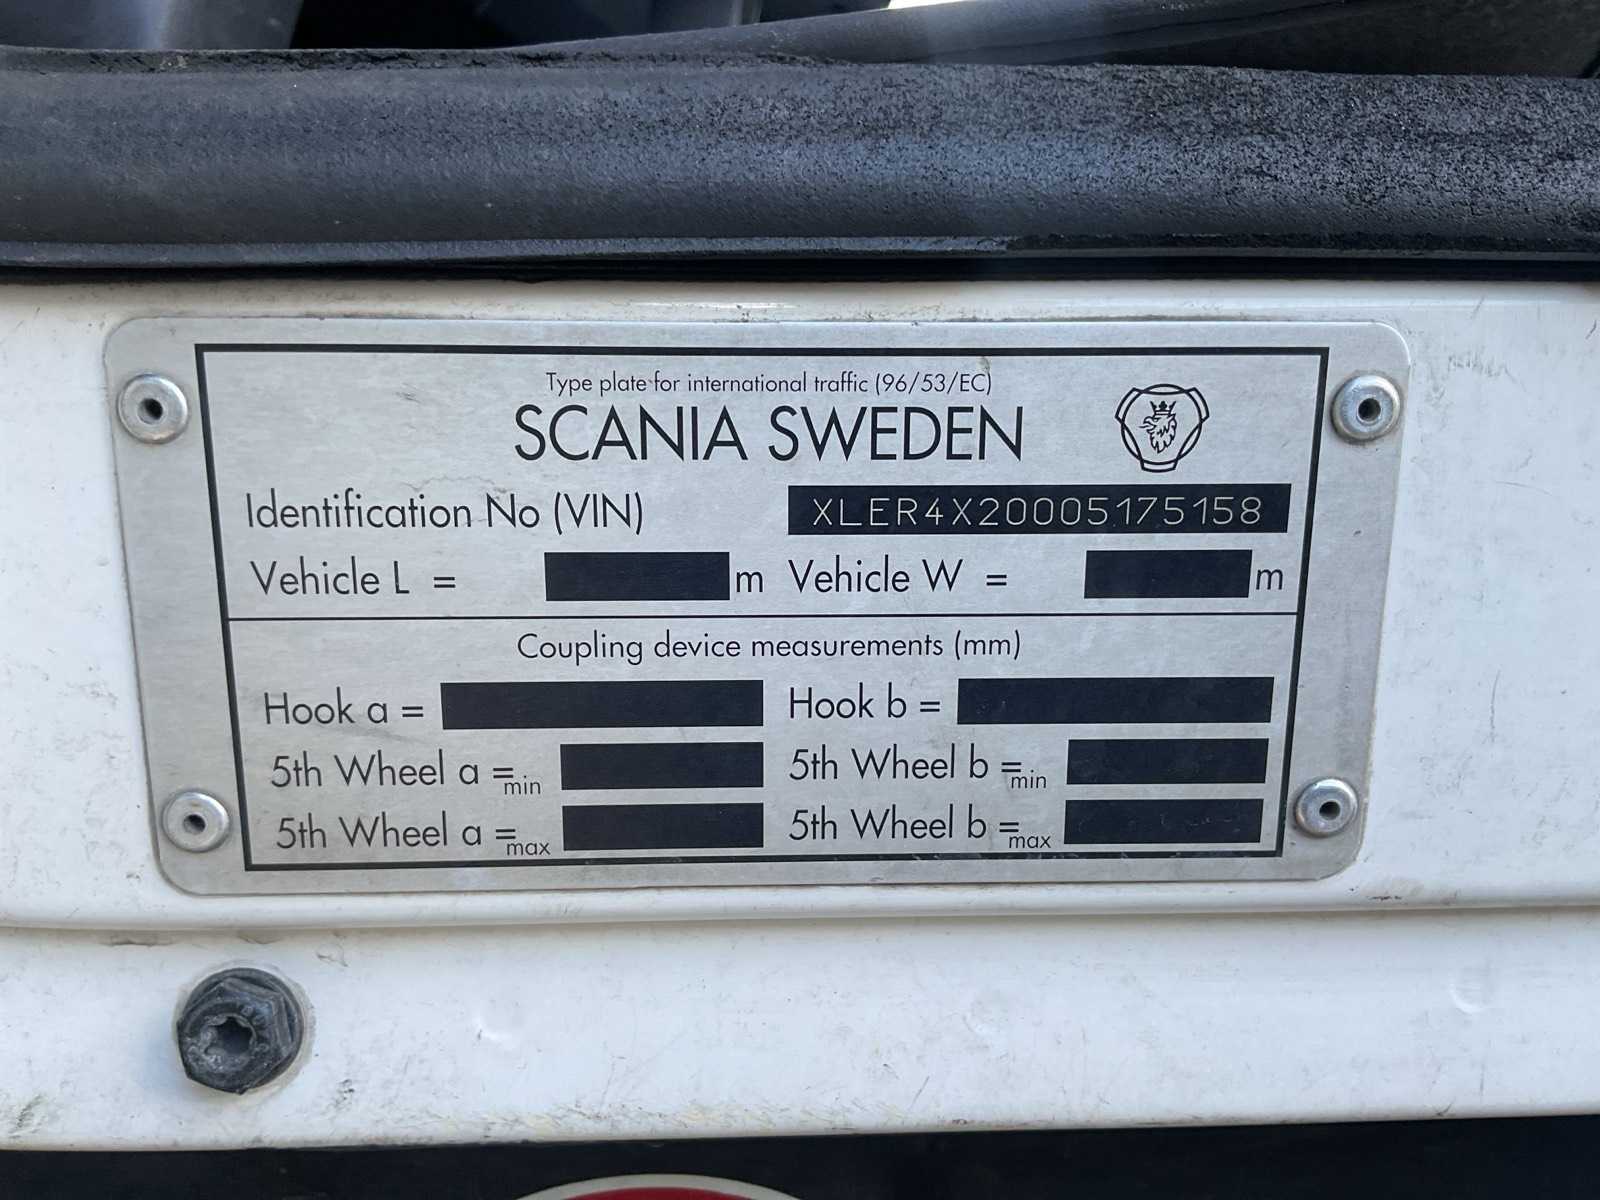 Type plate for international traffic (96/53/EC)
SCANIA SWEDEN
Identification No (VIN) XLER4X20005175158
Vehicle L = m Vehicle W = m
Coupling device measurements (mm)
Hook a = Hook b =
5th Wheel a =min 5th Wheel b =min
5th Wheel a =max 5th Wheel b =max